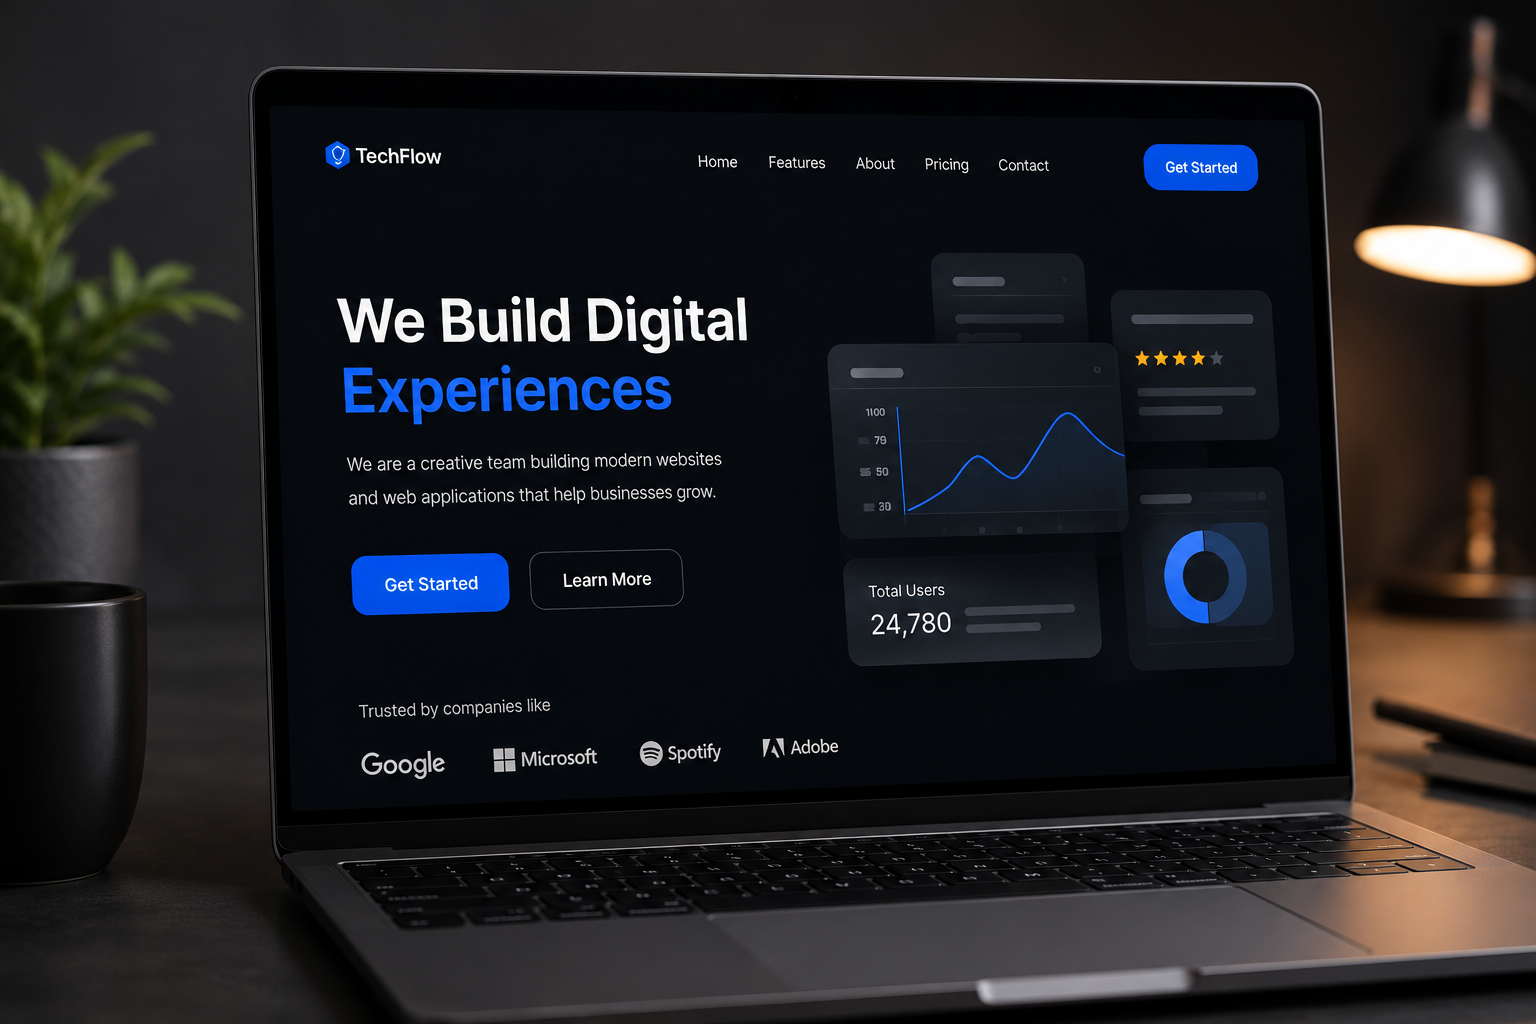 TechFlow
Home
Features
About
Pricing
Contact
Get Started
We Build Digital
Experiences
We are a creative team building modern websites
and web applications that help businesses grow.
Get Started
Learn More
1100
79
50
30
Total Users
24,780
Trusted by companies like
Google
Microsoft
Spotify
Adobe